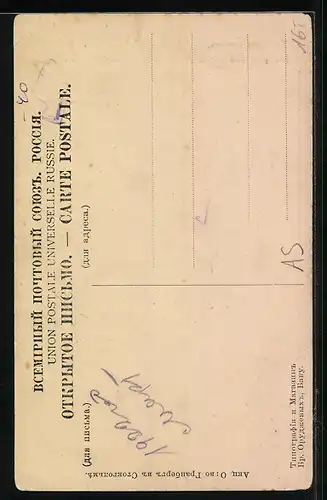 ВСЕМІРНЫЙ ПОЧТОВЫЙ СОЮЗЪ. РОССІЯ.
UNION POSTALE UNIVERSELLE RUSSIE.
ОТКРЫТОЕ ПИСЬМО. — CARTE POSTALE.
(для письма.)
(для адреса.)
Акц. О-во Гранбергъ въ Стокгольмѣ.
Типографія и Магазинъ
Бр. Оруджевыхъ, Баку.
AS